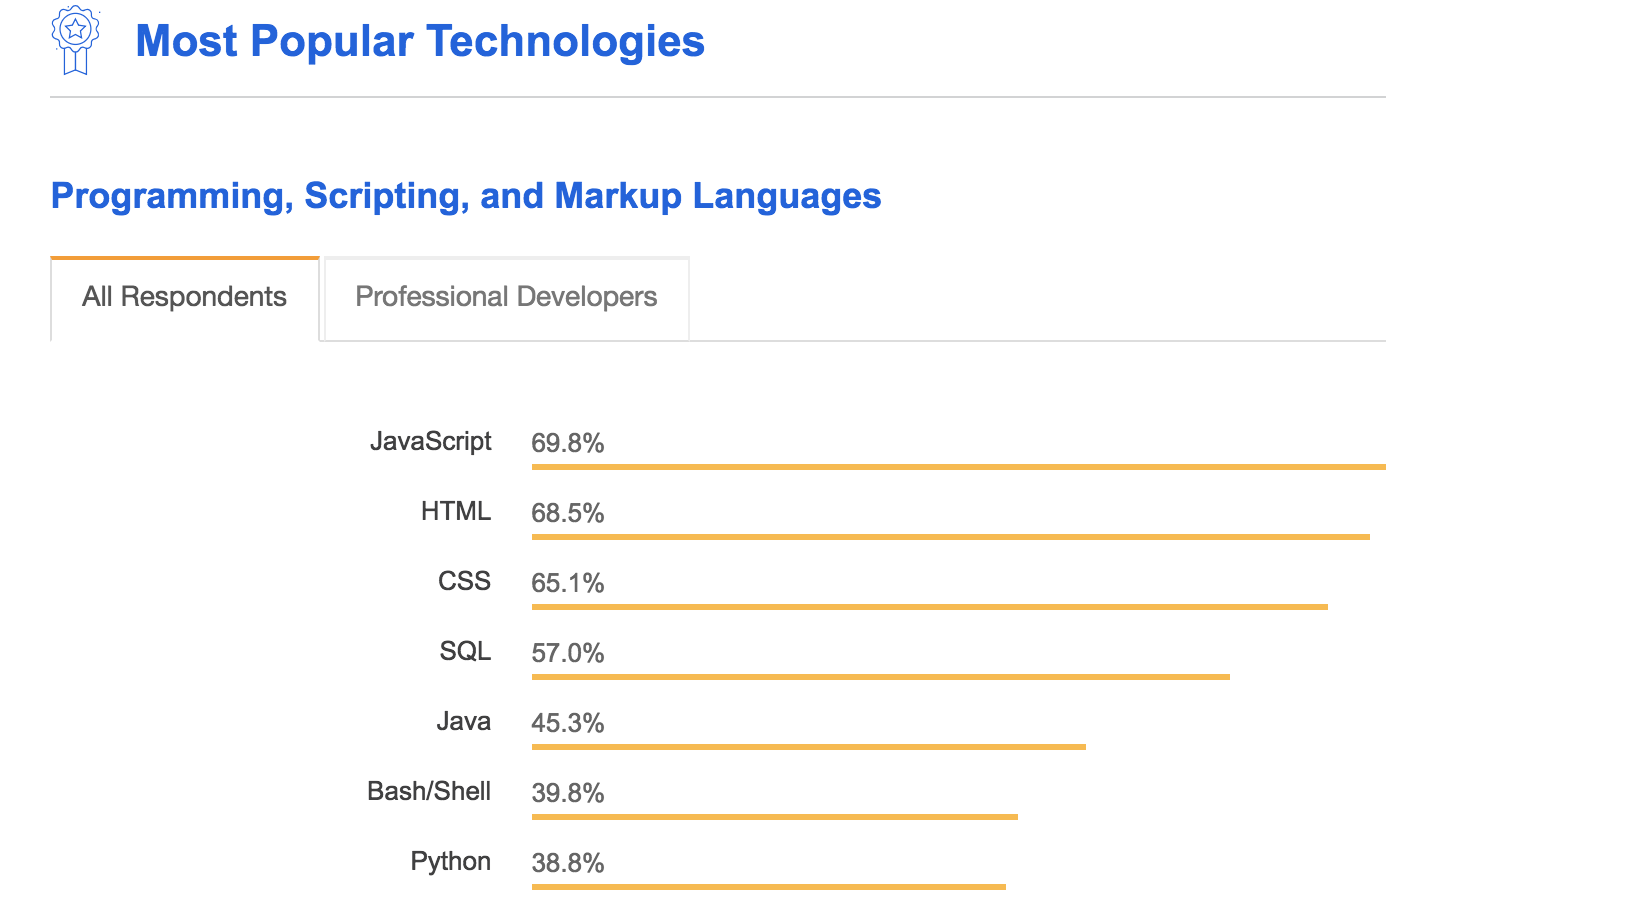 Most Popular Technologies
Programming, Scripting, and Markup Languages
All Respondents Professional Developers
JavaScript 69.8%
HTML 68.5%
CSS 65.1%
SQL 57.0%
Java 45.3%
Bash/Shell 39.8%
Python 38.8%